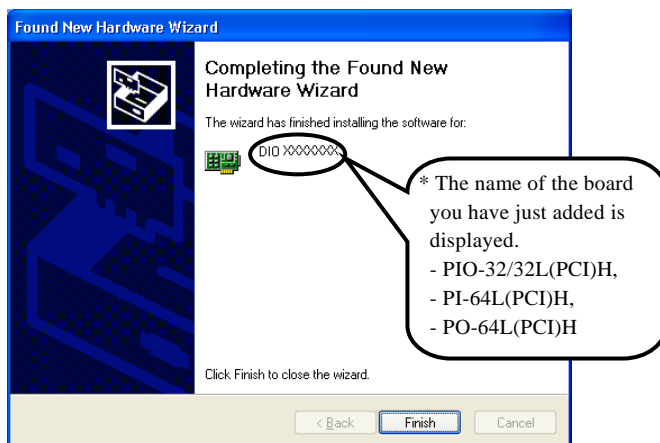 Found New Hardware Wizard
Completing the Found New
Hardware Wizard
The wizard has finished installing the software for:
DIO XXXXXXX
* The name of the board
you have just added is
displayed.
- PIO-32/32L(PCI)H,
- PI-64L(PCI)H,
- PO-64L(PCI)H
Click Finish to close the wizard.
< Back
Finish
Cancel